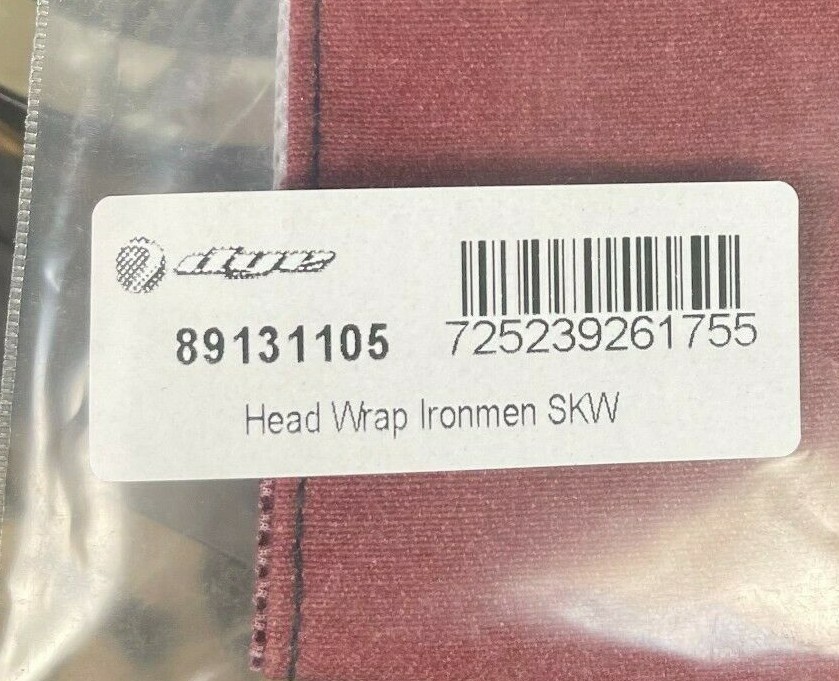 dye
89131105
725239261755
Head Wrap Ironmen SKW